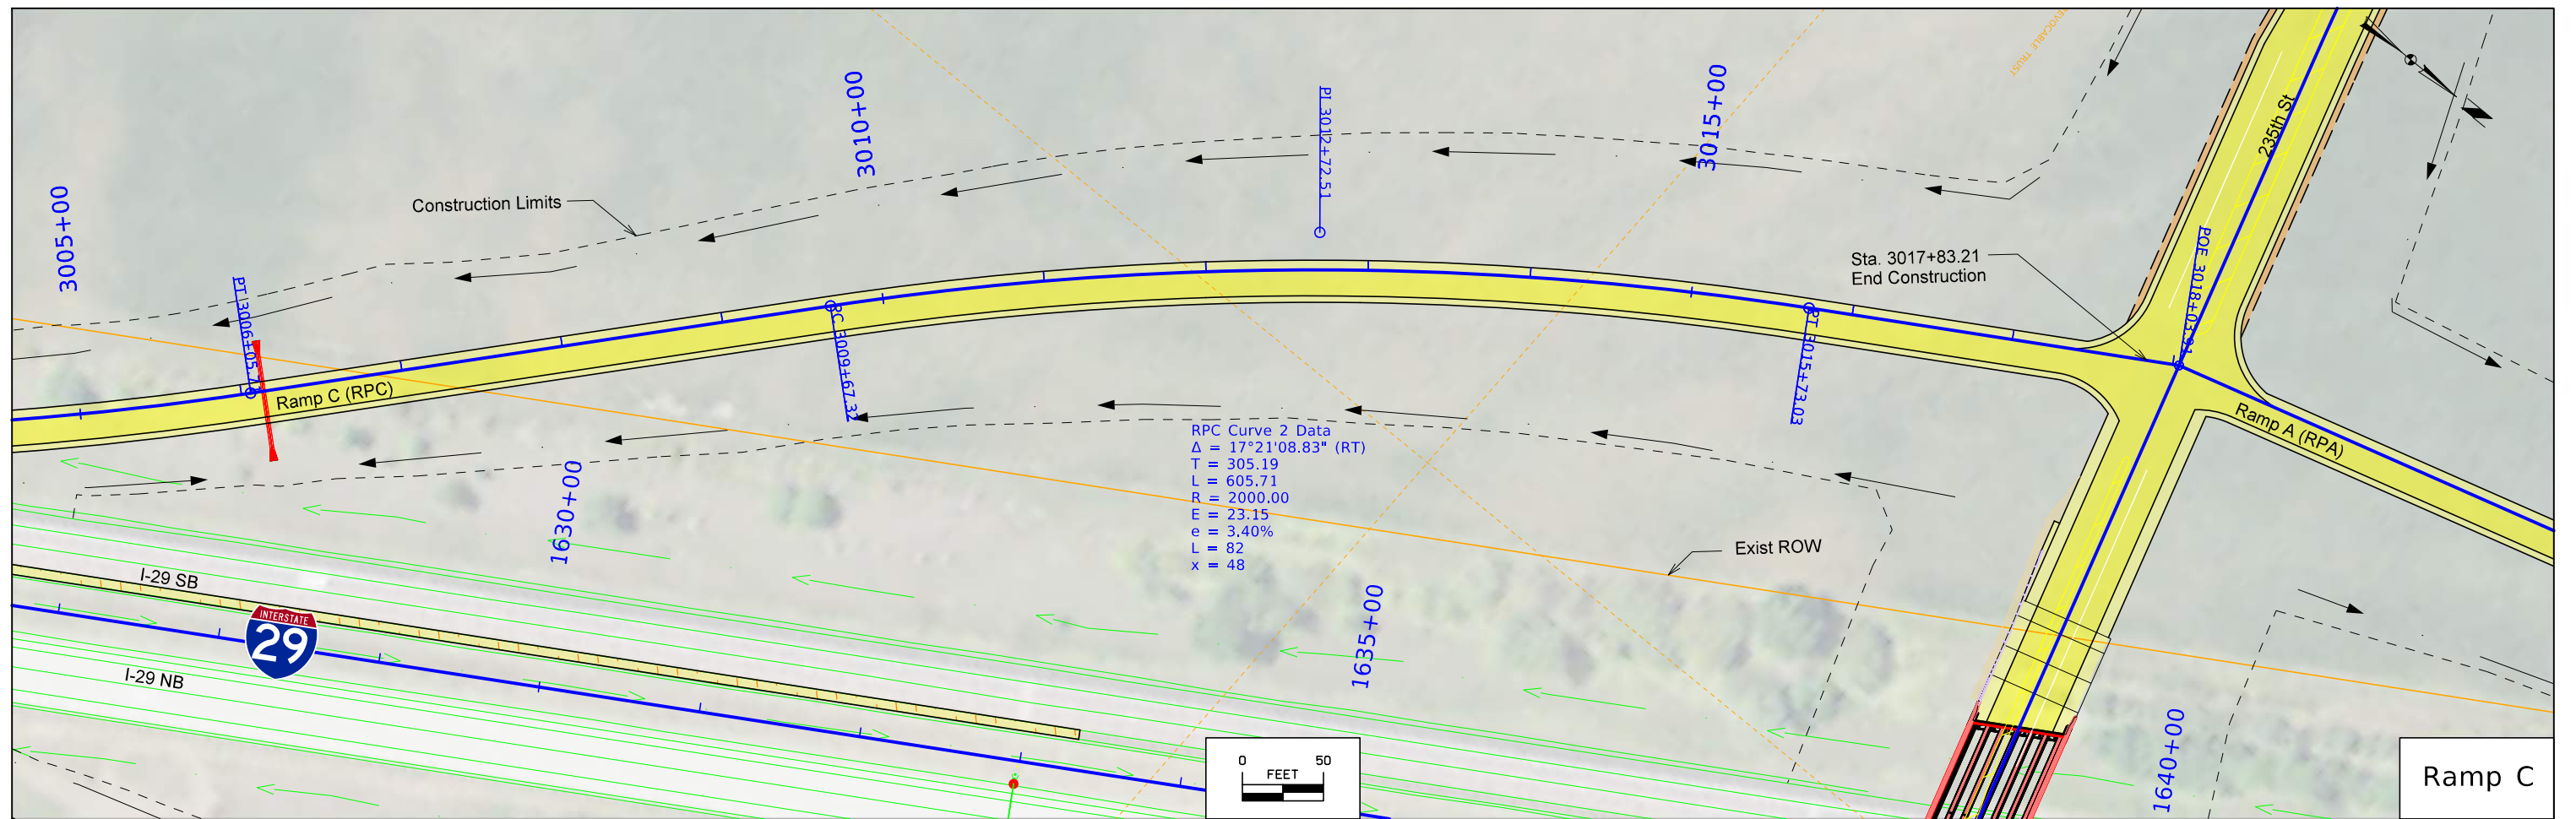 3005+00
3010+00
3015+00
PI 3012+72.51
REVOCABLE TRUST
235th St
Construction Limits
PT 3006+05.7
Ramp C (RPC)
PC 3009+67.32
PT 3015+73.03
Sta. 3017+83.21
End Construction
POE 3018+03.91
Ramp A (RPA)
RPC Curve 2 Data
Δ = 17°21'08.83" (RT)
T = 305.19
L = 605.71
R = 2000.00
E = 23.15
e = 3.40%
L = 82
x = 48
Exist ROW
1630+00
1635+00
1640+00
I-29 SB
INTERSTATE
29
I-29 NB
0 50
FEET
Ramp C